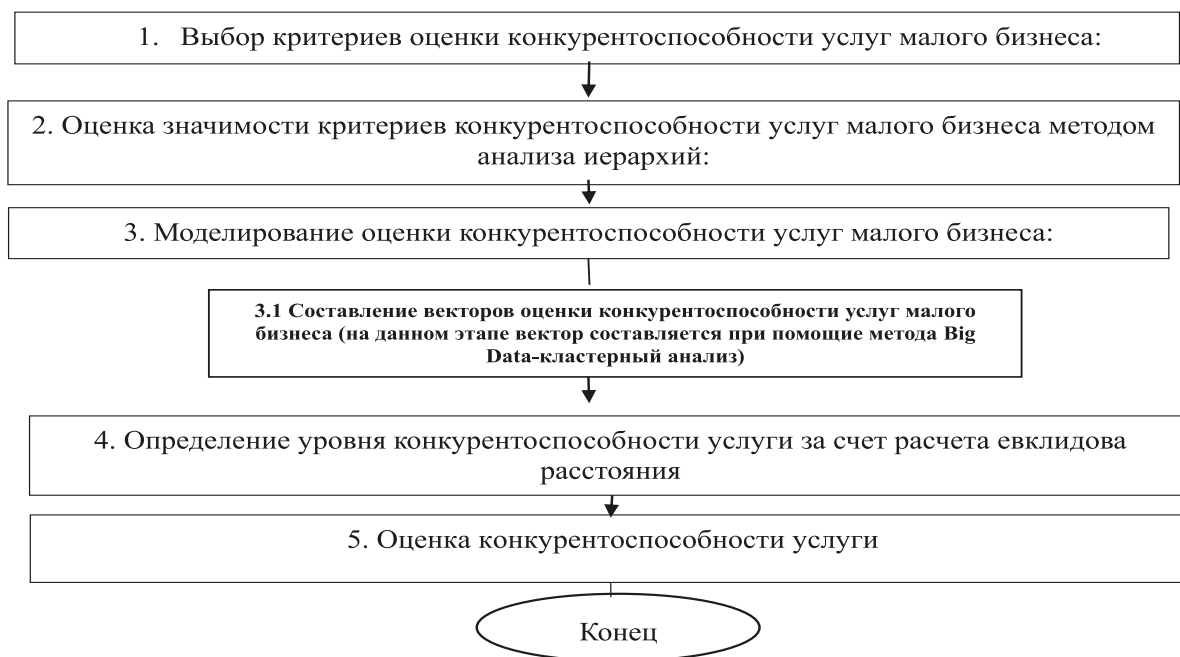 1. Выбор критериев оценки конкурентоспособности услуг малого бизнеса:
2. Оценка значимости критериев конкурентоспособности услуг малого бизнеса методом
анализа иерархий:
3. Моделирование оценки конкурентоспособности услуг малого бизнеса:
3.1 Составление векторов оценки конкурентоспособности услуг малого
бизнеса (на данном этапе вектор составляется при помощие метода Big
Data-кластерный анализ)
4. Определение уровня конкурентоспособности услуги за счет расчета евклидова
расстояния
5. Оценка конкурентоспособности услуги
Конец